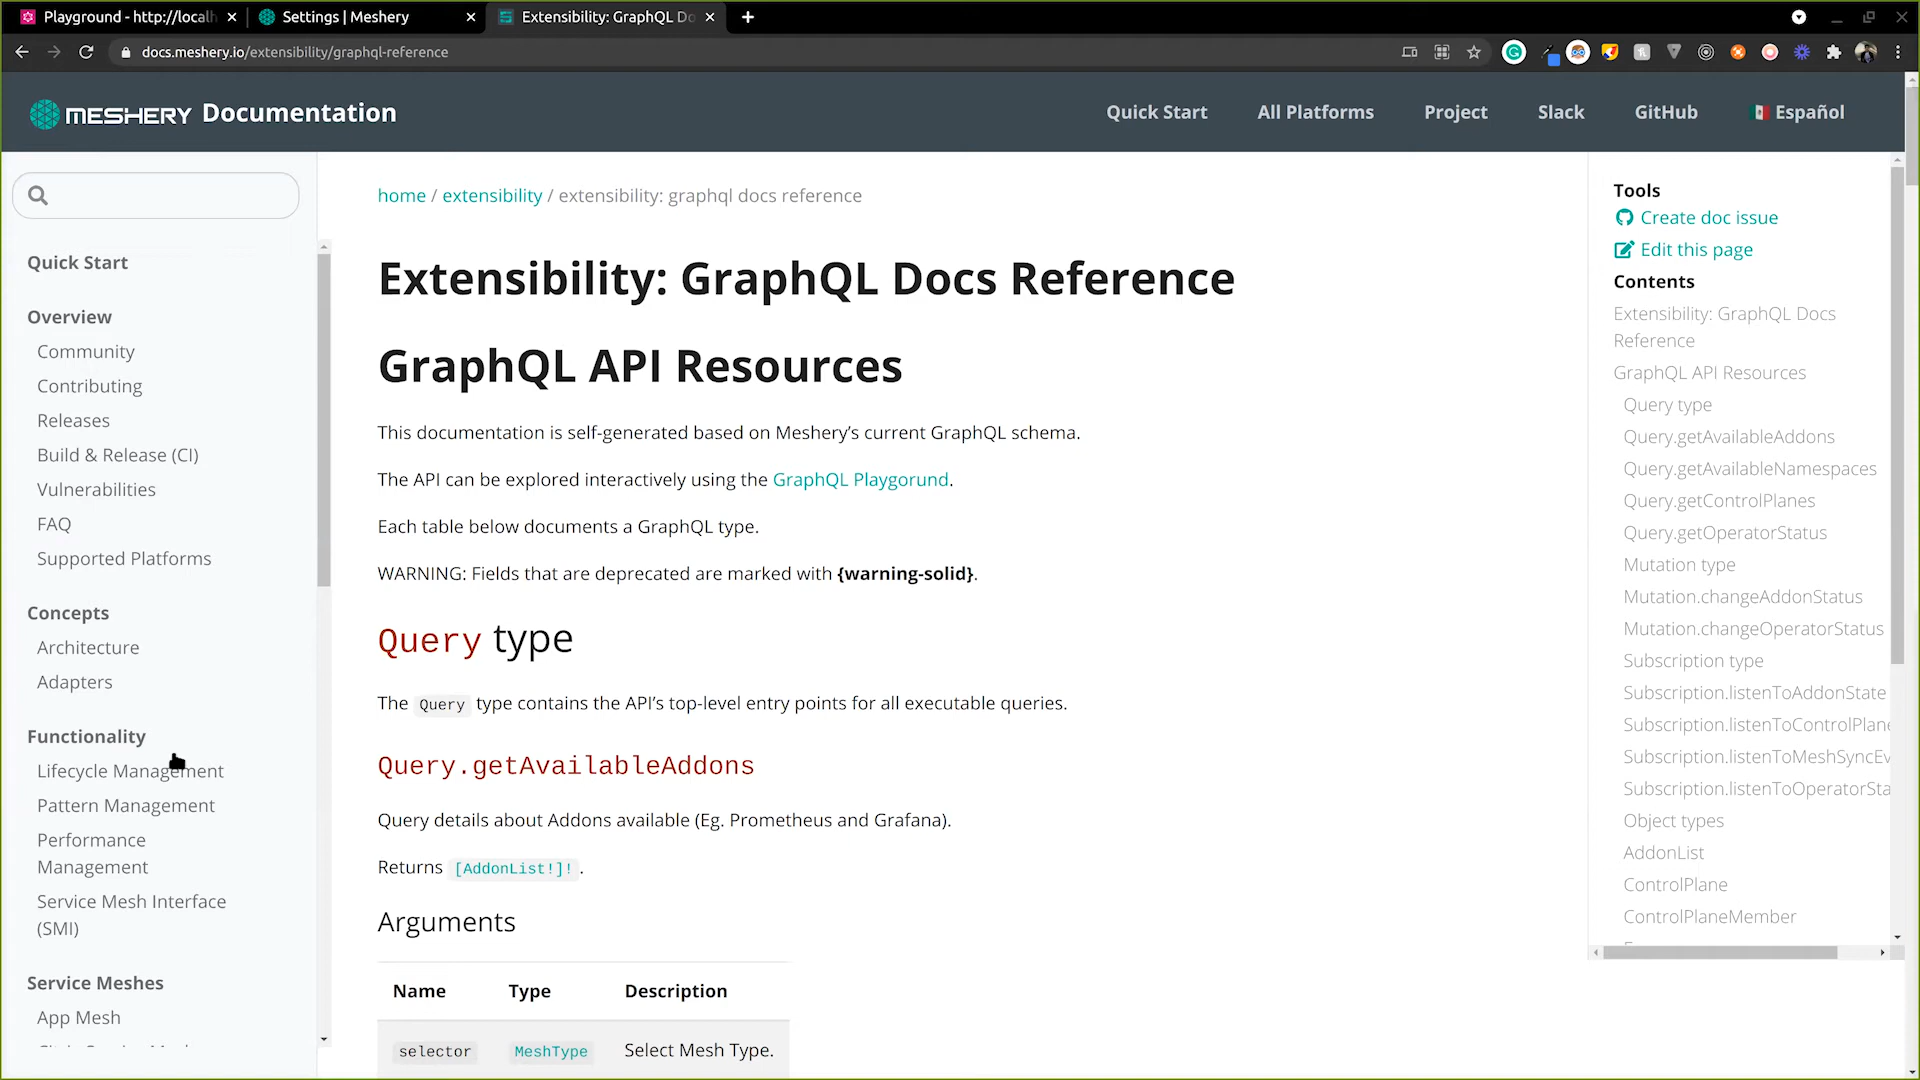 Playground - http://localh
Settings | Meshery
Extensibility: GraphQL Do
docs.meshery.io/extensibility/graphql-reference
MESHERY Documentation
Quick Start
All Platforms
Project
Slack
GitHub
Español
home / extensibility / extensibility: graphql docs reference
Extensibility: GraphQL Docs Reference
GraphQL API Resources
This documentation is self-generated based on Meshery’s current GraphQL schema.
The API can be explored interactively using the GraphQL Playgorund.
Each table below documents a GraphQL type.
WARNING: Fields that are deprecated are marked with {warning-solid}.
Query type
The Query type contains the API’s top-level entry points for all executable queries.
Query.getAvailableAddons
Query details about Addons available (Eg. Prometheus and Grafana).
Returns [AddonList!]!.
Arguments
Name Type Description
selector MeshType Select Mesh Type.
Quick Start
Overview
Community
Contributing
Releases
Build & Release (CI)
Vulnerabilities
FAQ
Supported Platforms
Concepts
Architecture
Adapters
Functionality
Lifecycle Management
Pattern Management
Performance
Management
Service Mesh Interface
(SMI)
Service Meshes
App Mesh
Tools
Create doc issue
Edit this page
Contents
Extensibility: GraphQL Docs
Reference
GraphQL API Resources
Query type
Query.getAvailableAddons
Query.getAvailableNamespaces
Query.getControlPlanes
Query.getOperatorStatus
Mutation type
Mutation.changeAddonStatus
Mutation.changeOperatorStatus
Subscription type
Subscription.listenToAddonState
Subscription.listenToControlPlane
Subscription.listenToMeshSyncEv
Subscription.listenToOperatorSta
Object types
AddonList
ControlPlane
ControlPlaneMember